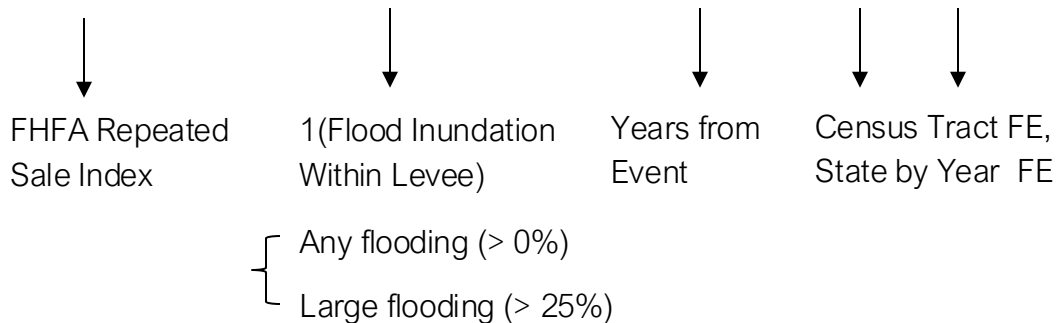 FHFA Repeated
Sale Index
1(Flood Inundation
Within Levee)
Any flooding (> 0%)
Large flooding (> 25%)
Years from
Event
Census Tract FE,
State by Year FE